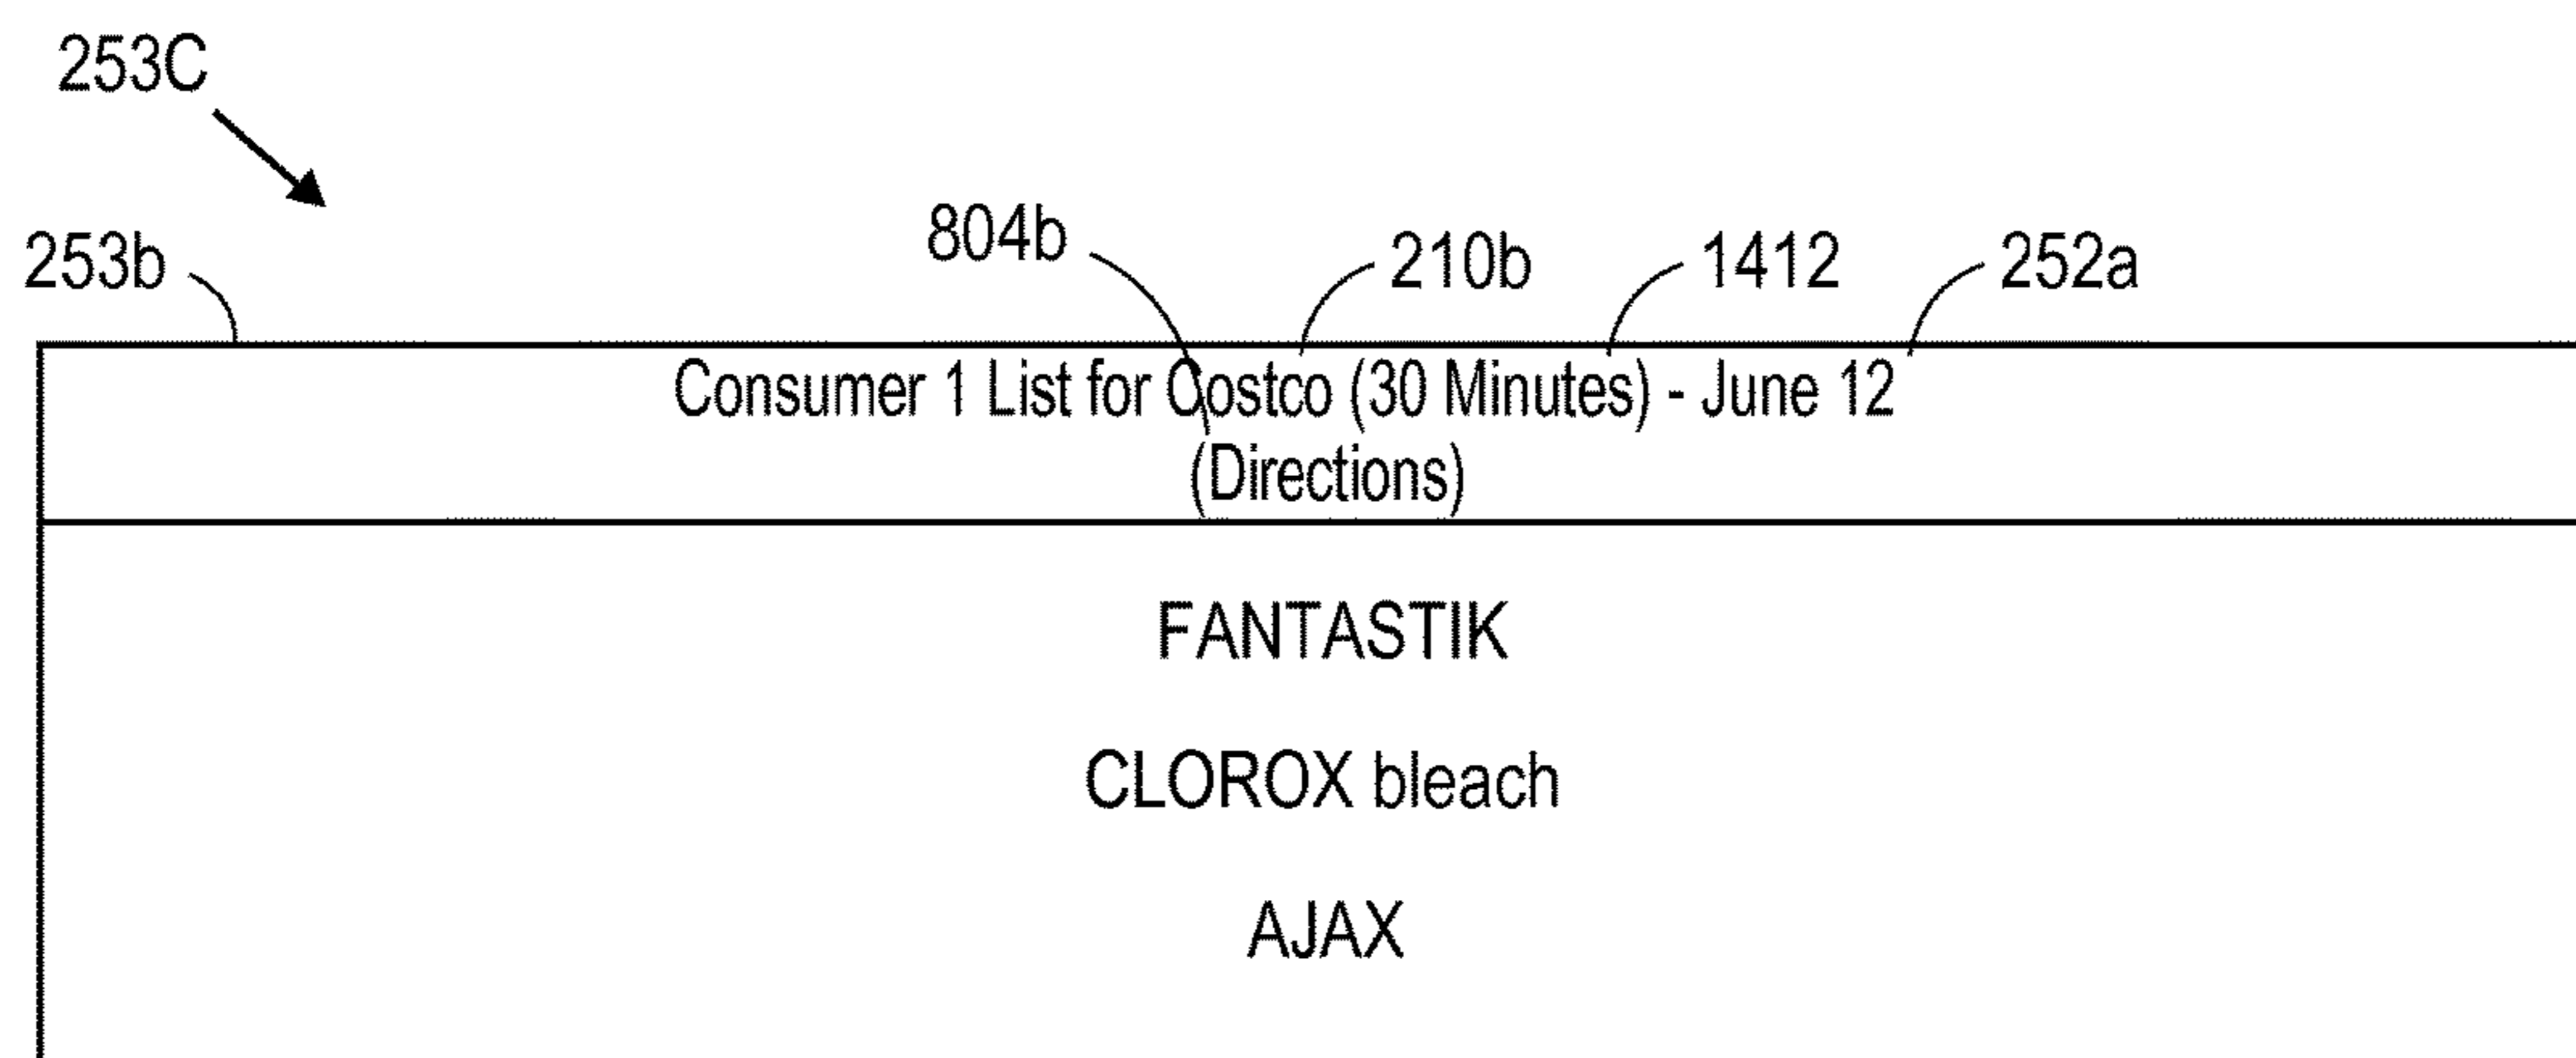 253C
253b 804b 210b 1412 252a
Consumer 1 List for Costco (30 Minutes) - June 12
(Directions)
FANTASTIK
CLOROX bleach
AJAX